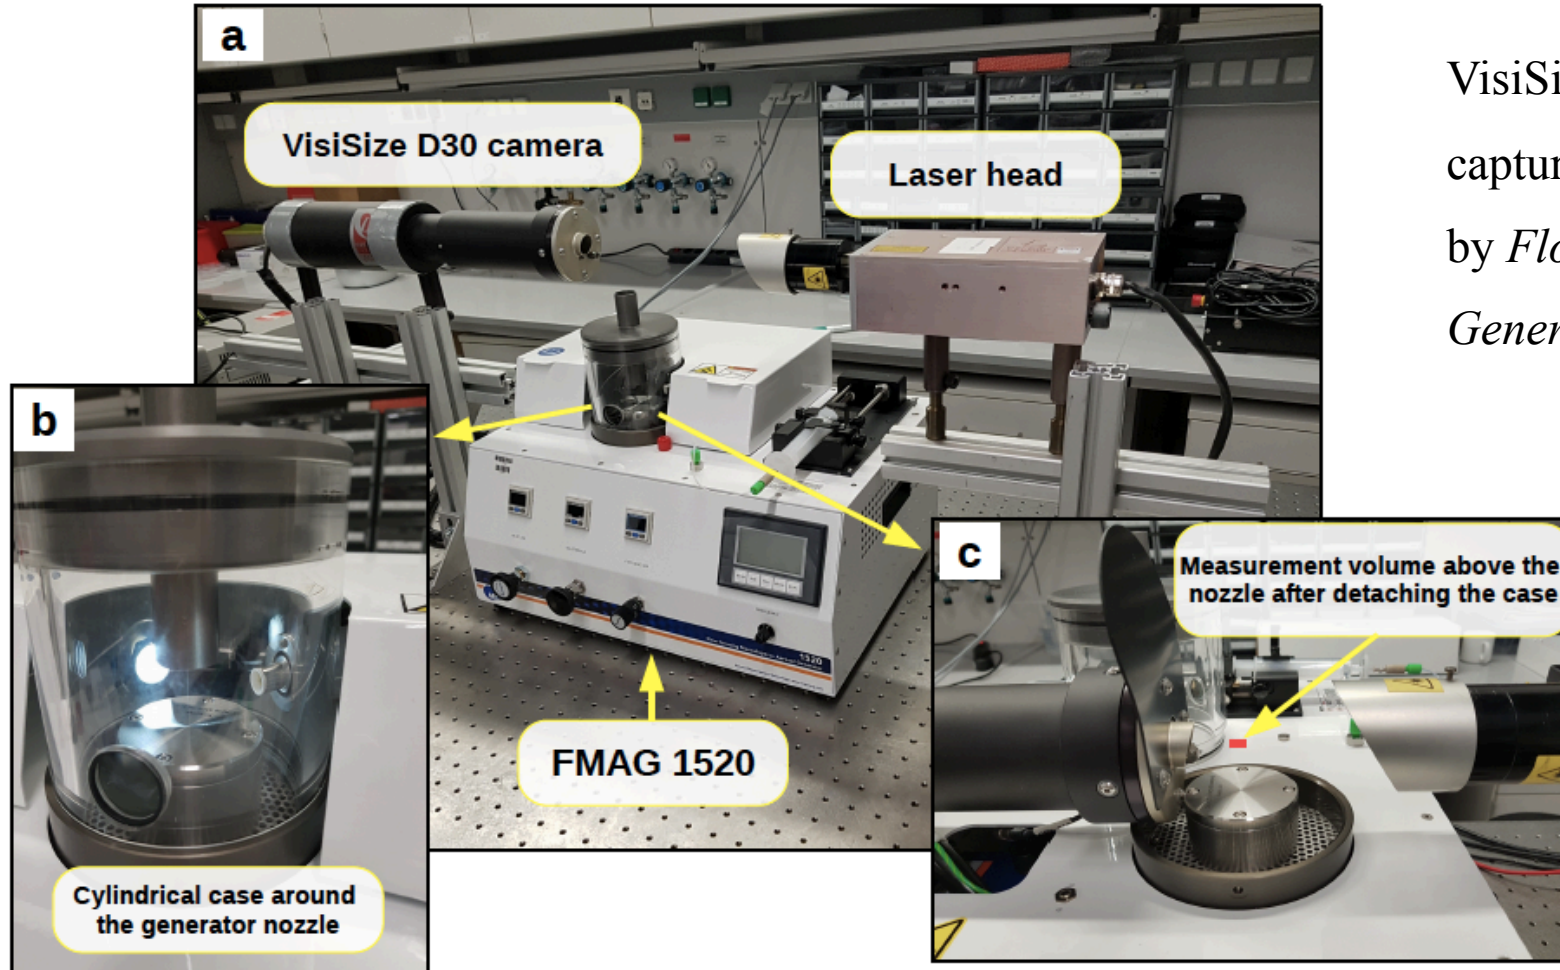 a
VisiSize D30 camera
Laser head
b
FMAG 1520
1520
Cylindrical case around
the generator nozzle
c
Measurement volume above the
nozzle after detaching the case
VisiSi
captur
by Flo
Gener